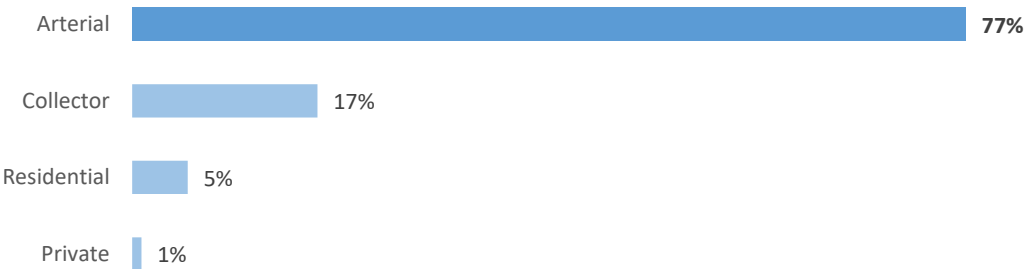 Arterial 77%
Collector 17%
Residential 5%
Private 1%